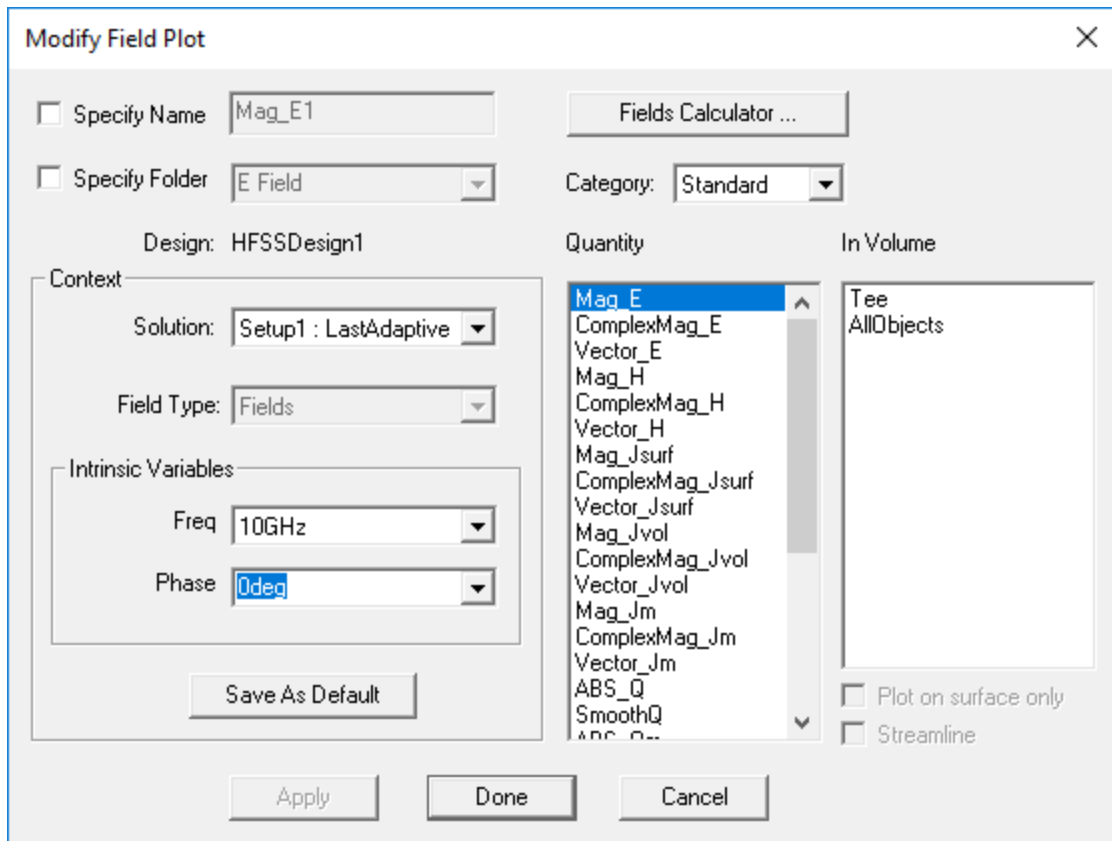 Modify Field Plot
Specify Name
Mag_E1
Fields Calculator ...
Specify Folder
E Field
Category:
Standard
Design: HFSSDesign1
Quantity
In Volume
Context
Solution:
Setup1 : LastAdaptive
Field Type:
Fields
Intrinsic Variables
Freq
10GHz
Phase
0deg
Save As Default
Mag_E
ComplexMag_E
Vector_E
Mag_H
ComplexMag_H
Vector_H
Mag_Jsurf
ComplexMag_Jsurf
Vector_Jsurf
Mag_Jvol
ComplexMag_Jvol
Vector_Jvol
Mag_Jm
ComplexMag_Jm
Vector_Jm
ABS_Q
SmoothQ
Tee
AllObjects
Plot on surface only
Streamline
Apply
Done
Cancel